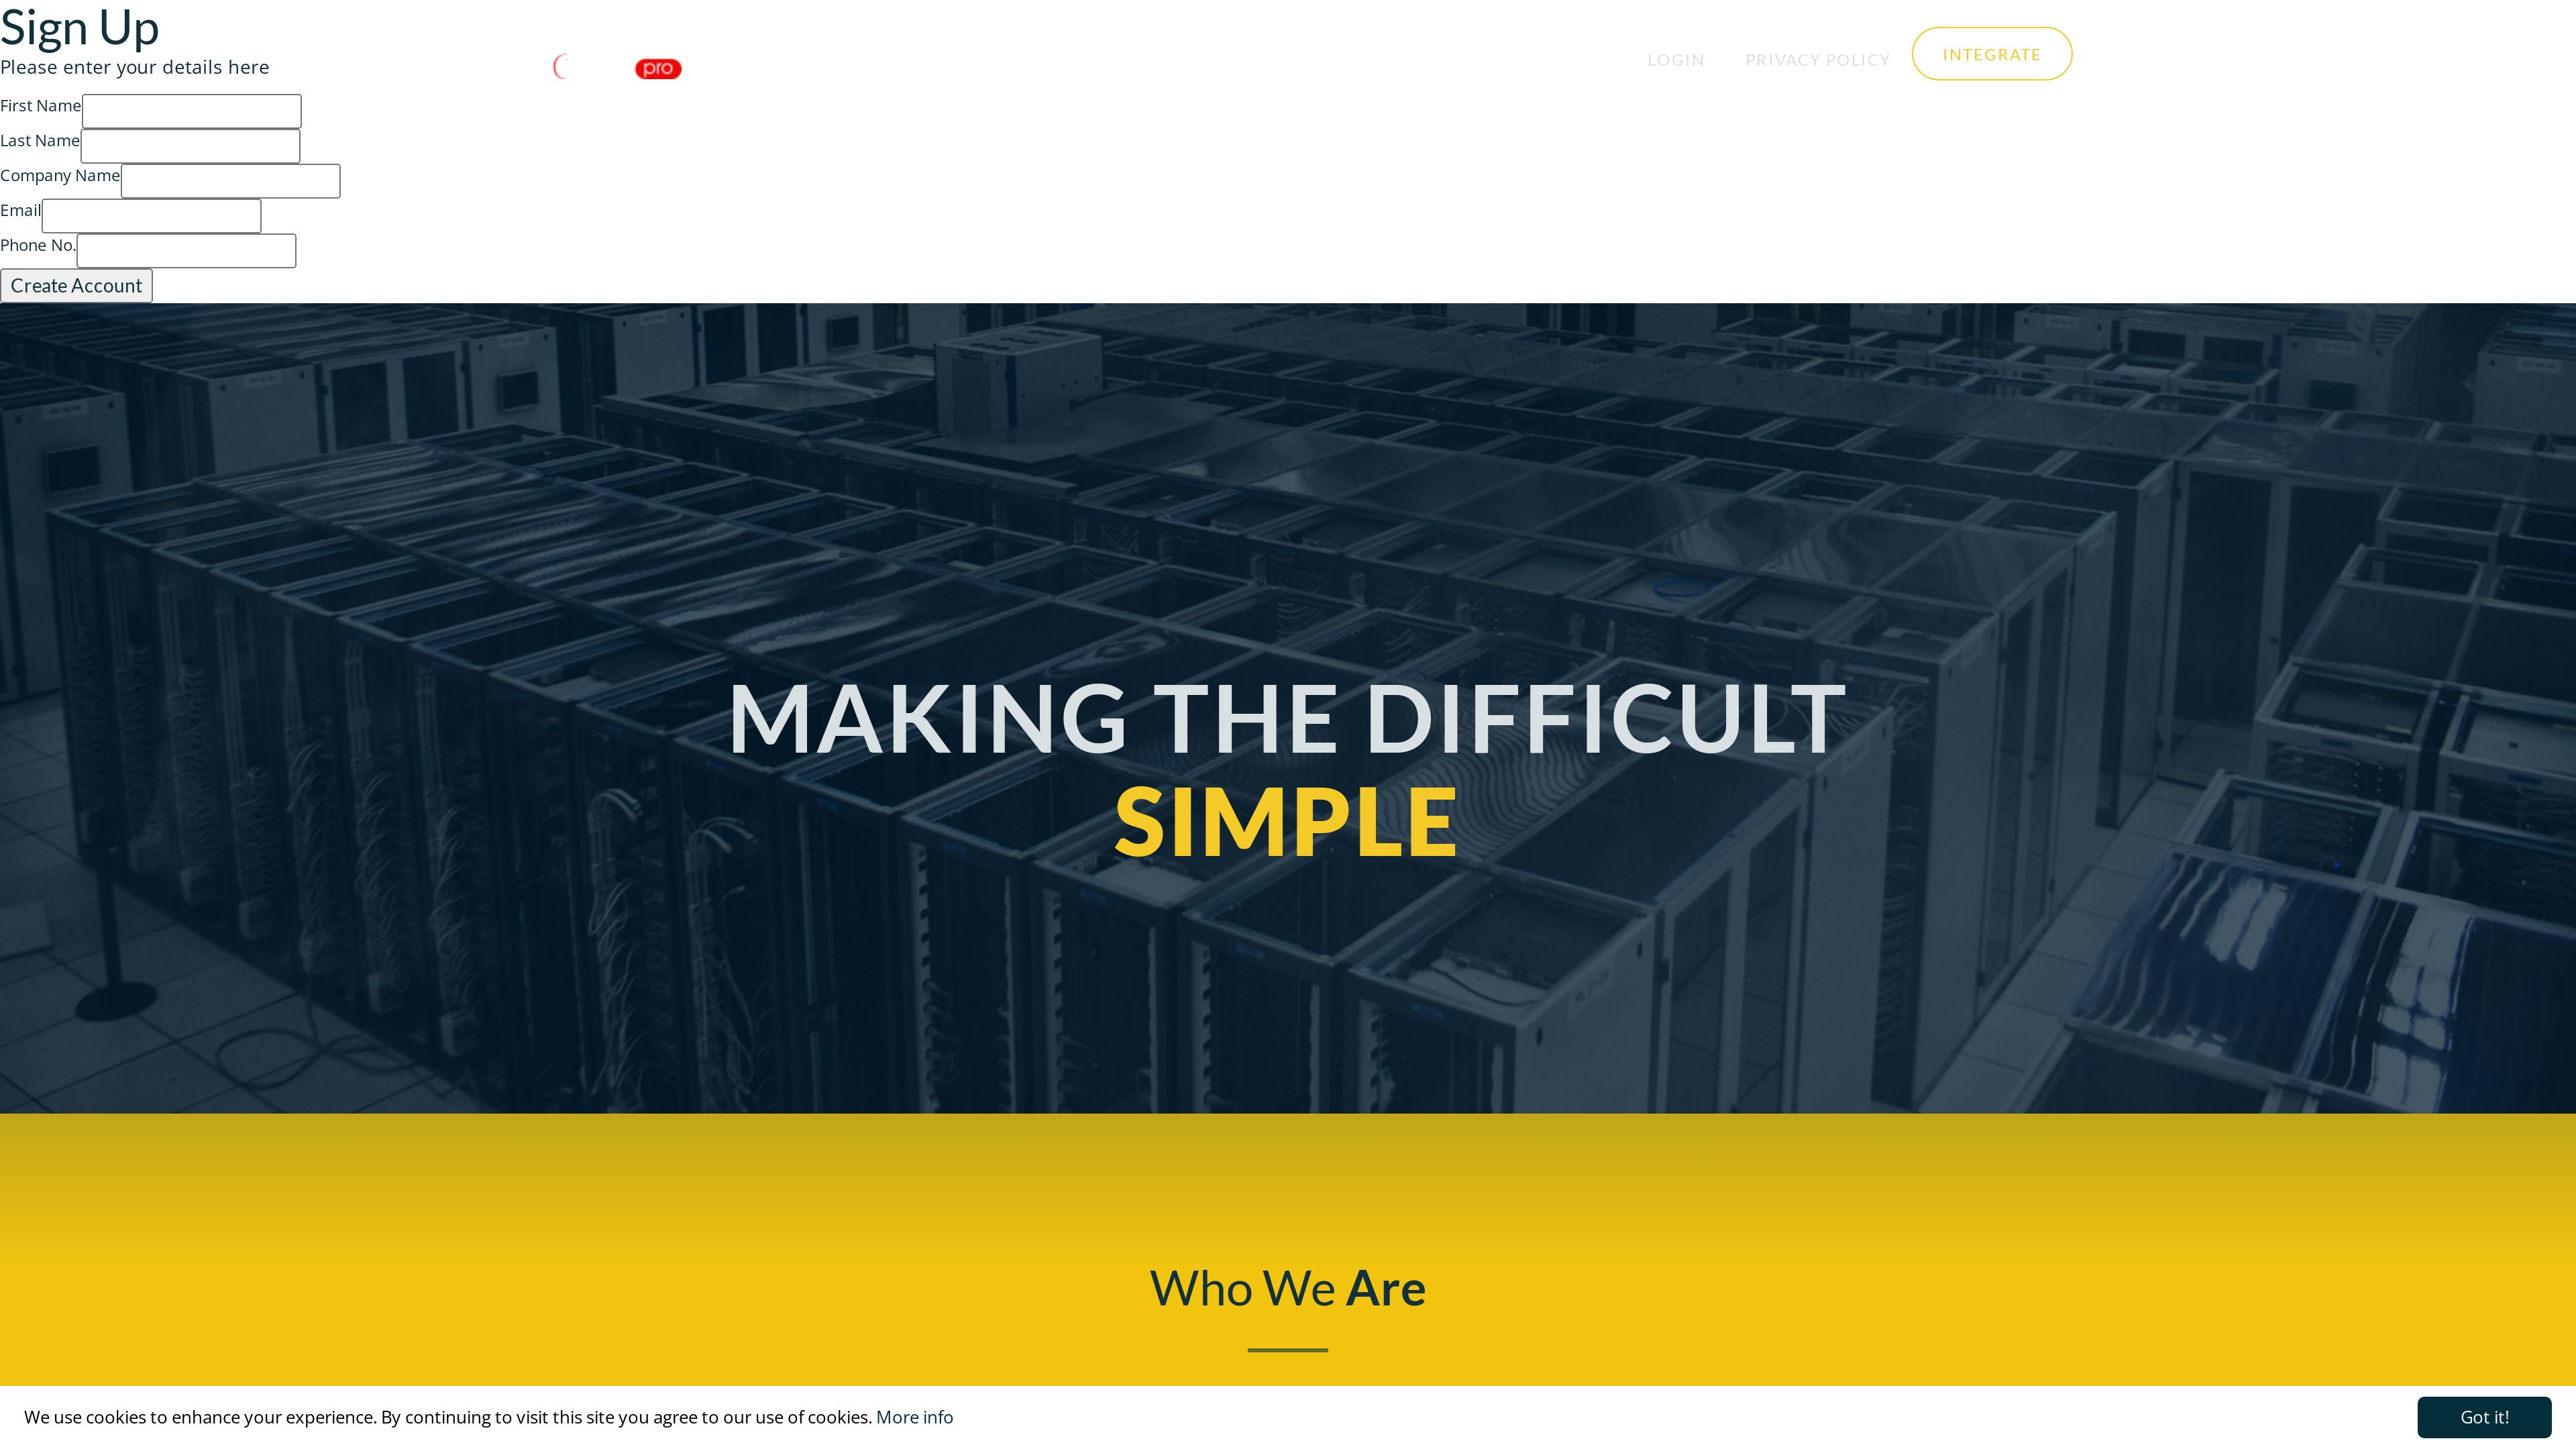 Sign Up
Please enter your details here
First Name
Last Name
Company Name
Email
Phone No.
Create Account
pro
LOGIN
PRIVACY POLICY
INTEGRATE
MAKING THE DIFFICULT
SIMPLE
Who We Are
We use cookies to enhance your experience. By continuing to visit this site you agree to our use of cookies. More info
Got it!